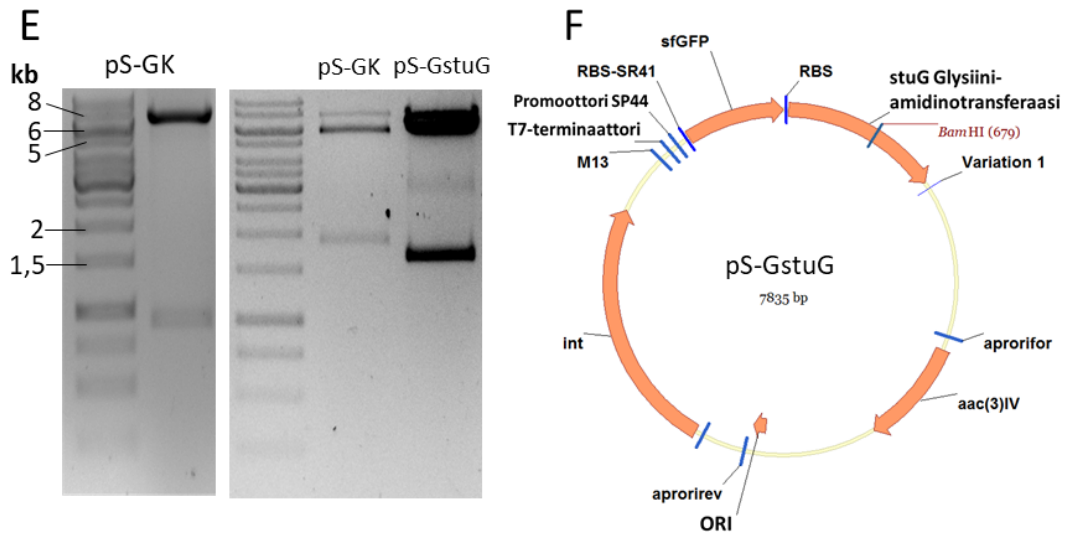 E
kb
pS-GK
8
6
5
2
1,5
pS-GK
pS-GstuG
F
sfGFP
RBS
RBS-SR41
Promoottori SP44
T7-terminaattori
M13
stuG Glysiini-
amidinotransferaasi
BamHI (679)
Variation 1
pS-GstuG
7835 bp
int
aprorifor
aac(3)IV
aprorirev
ORI